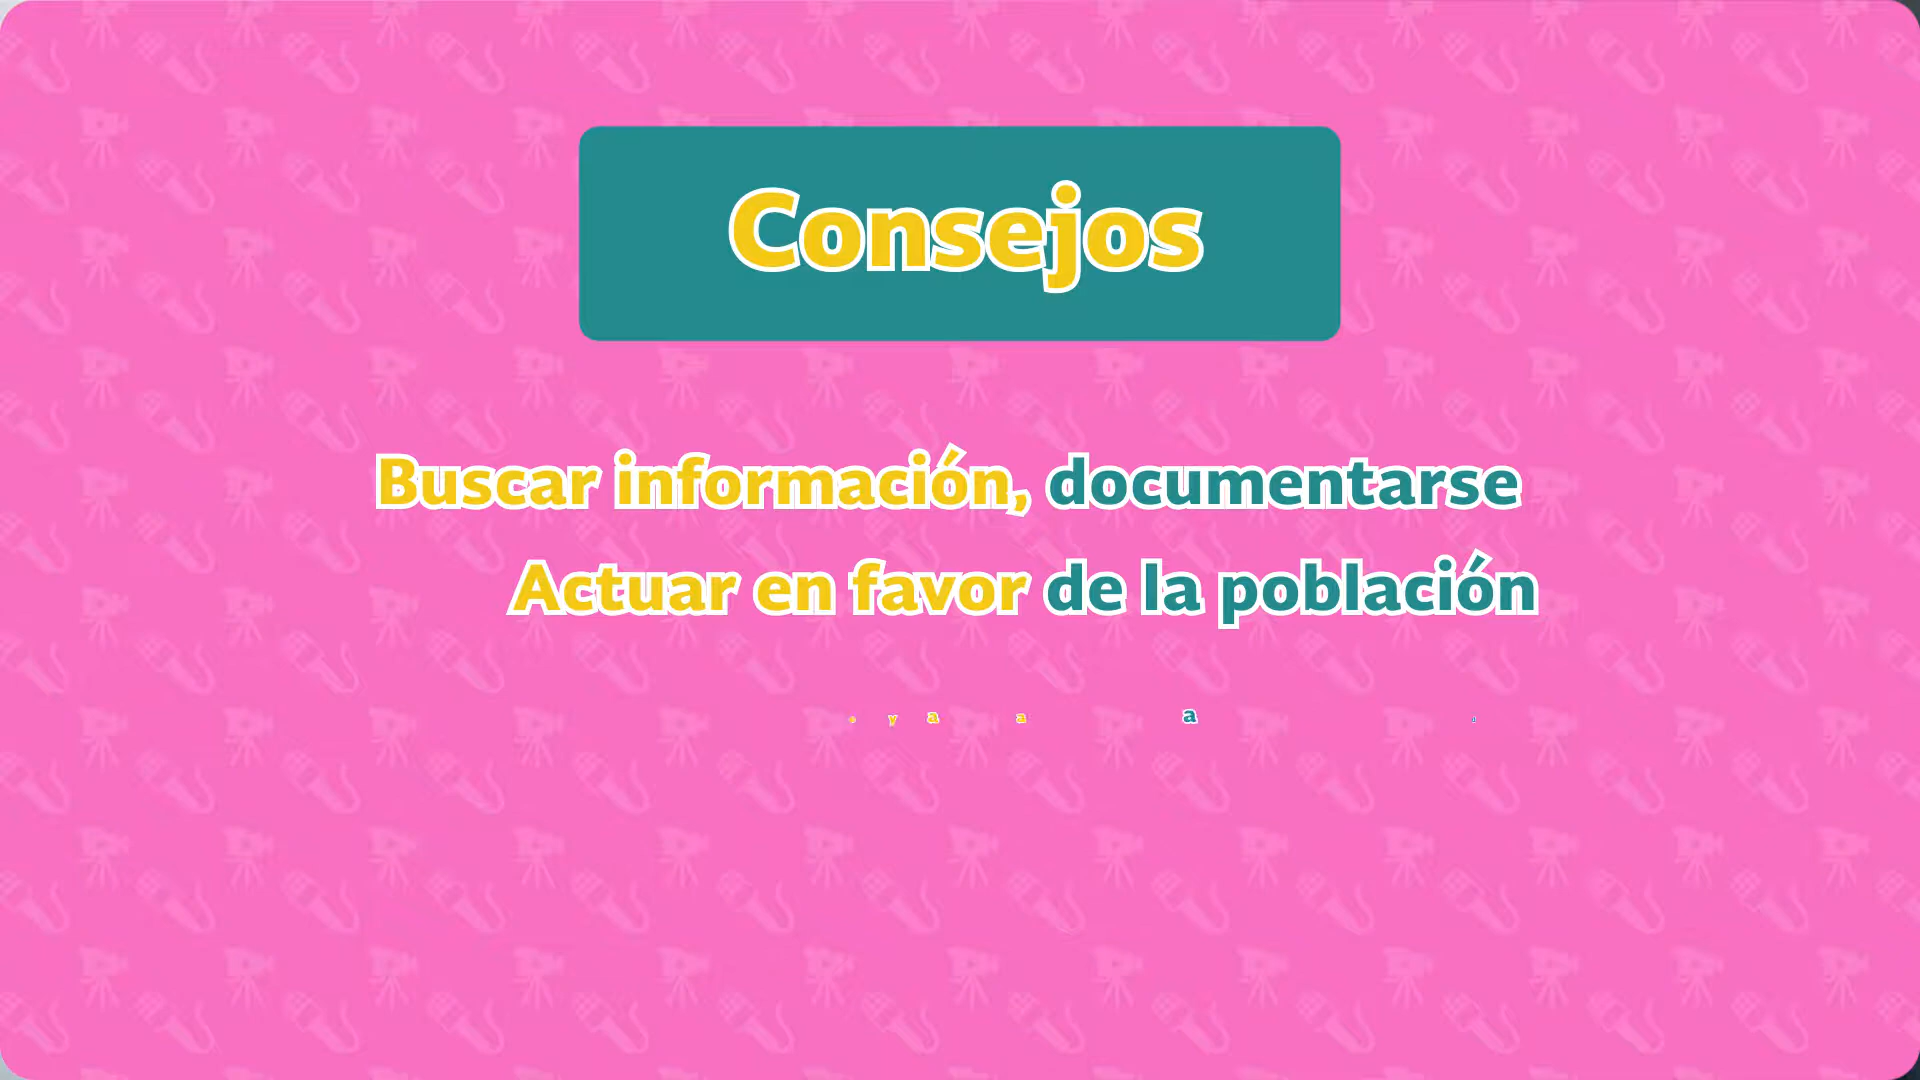 Consejos
Buscar información, documentarse
Actuar en favor de la población